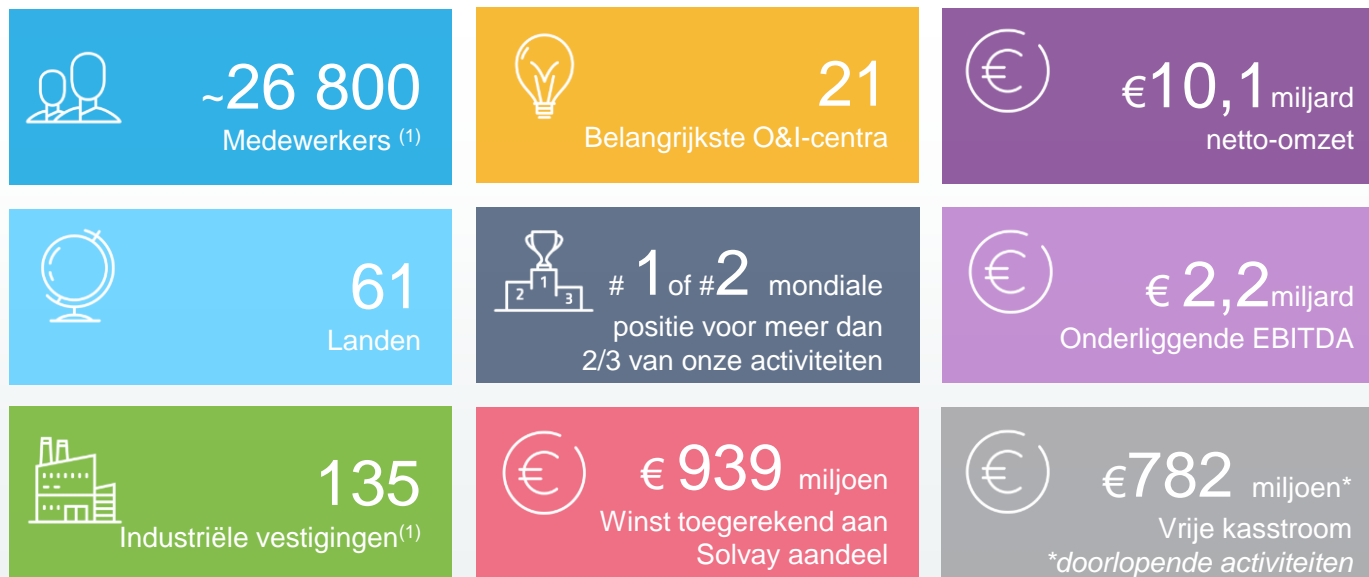 ~26 800
Medewerkers (1)
21
Belangrijkste O&I-centra
€10,1 miljard
netto-omzet
61
Landen
2 1 3
# 1 of #2 mondiale
positie voor meer dan
2/3 van onze activiteiten
€ 2,2 miljard
Onderliggende EBITDA
135
Industriële vestigingen(1)
€ 939 miljoen
Winst toegerekend aan
Solvay aandeel
€782 miljoen*
Vrije kasstroom
*doorlopende activiteiten